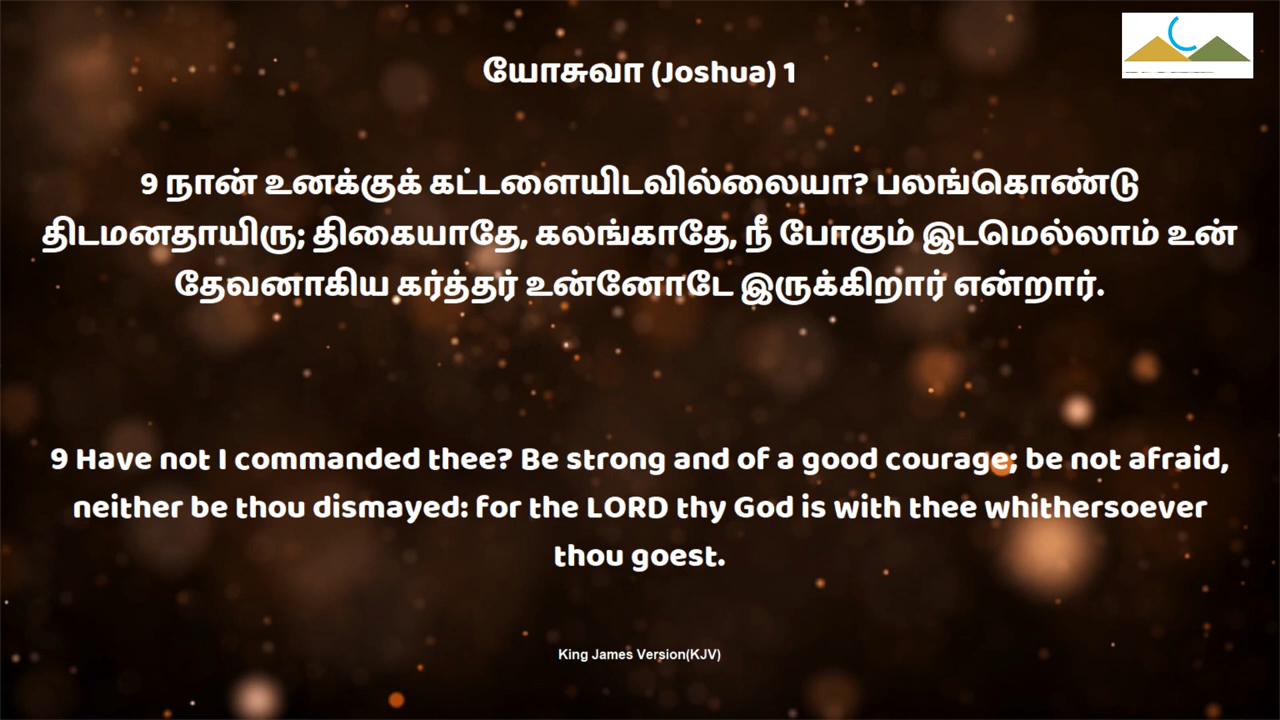 யோசுவா (Joshua) 1
9 நான் உனக்குக் கட்டளையிடவில்லையா? பலங்கொண்டு
திடமனதாயிரு; திகையாதே, கலங்காதே, நீ போகும் இடமெல்லாம் உன்
தேவனாகிய கர்த்தர் உன்னோடே இருக்கிறார் என்றார்.
9 Have not I commanded thee? Be strong and of a good courage; be not afraid,
neither be thou dismayed: for the LORD thy God is with thee whithersoever
thou goest.
King James Version(KJV)